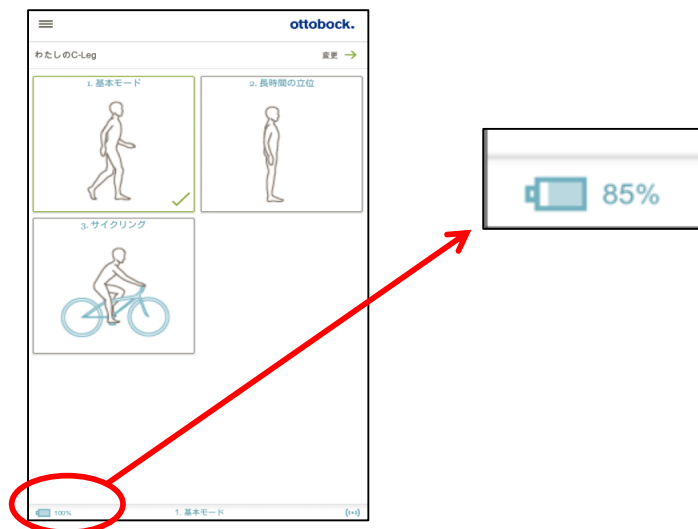 ottobock.
わたしのC-Leg
変更
1. 基本モード
2. 長時間の立位
3. サイクリング
100%
1. 基本モード
85%